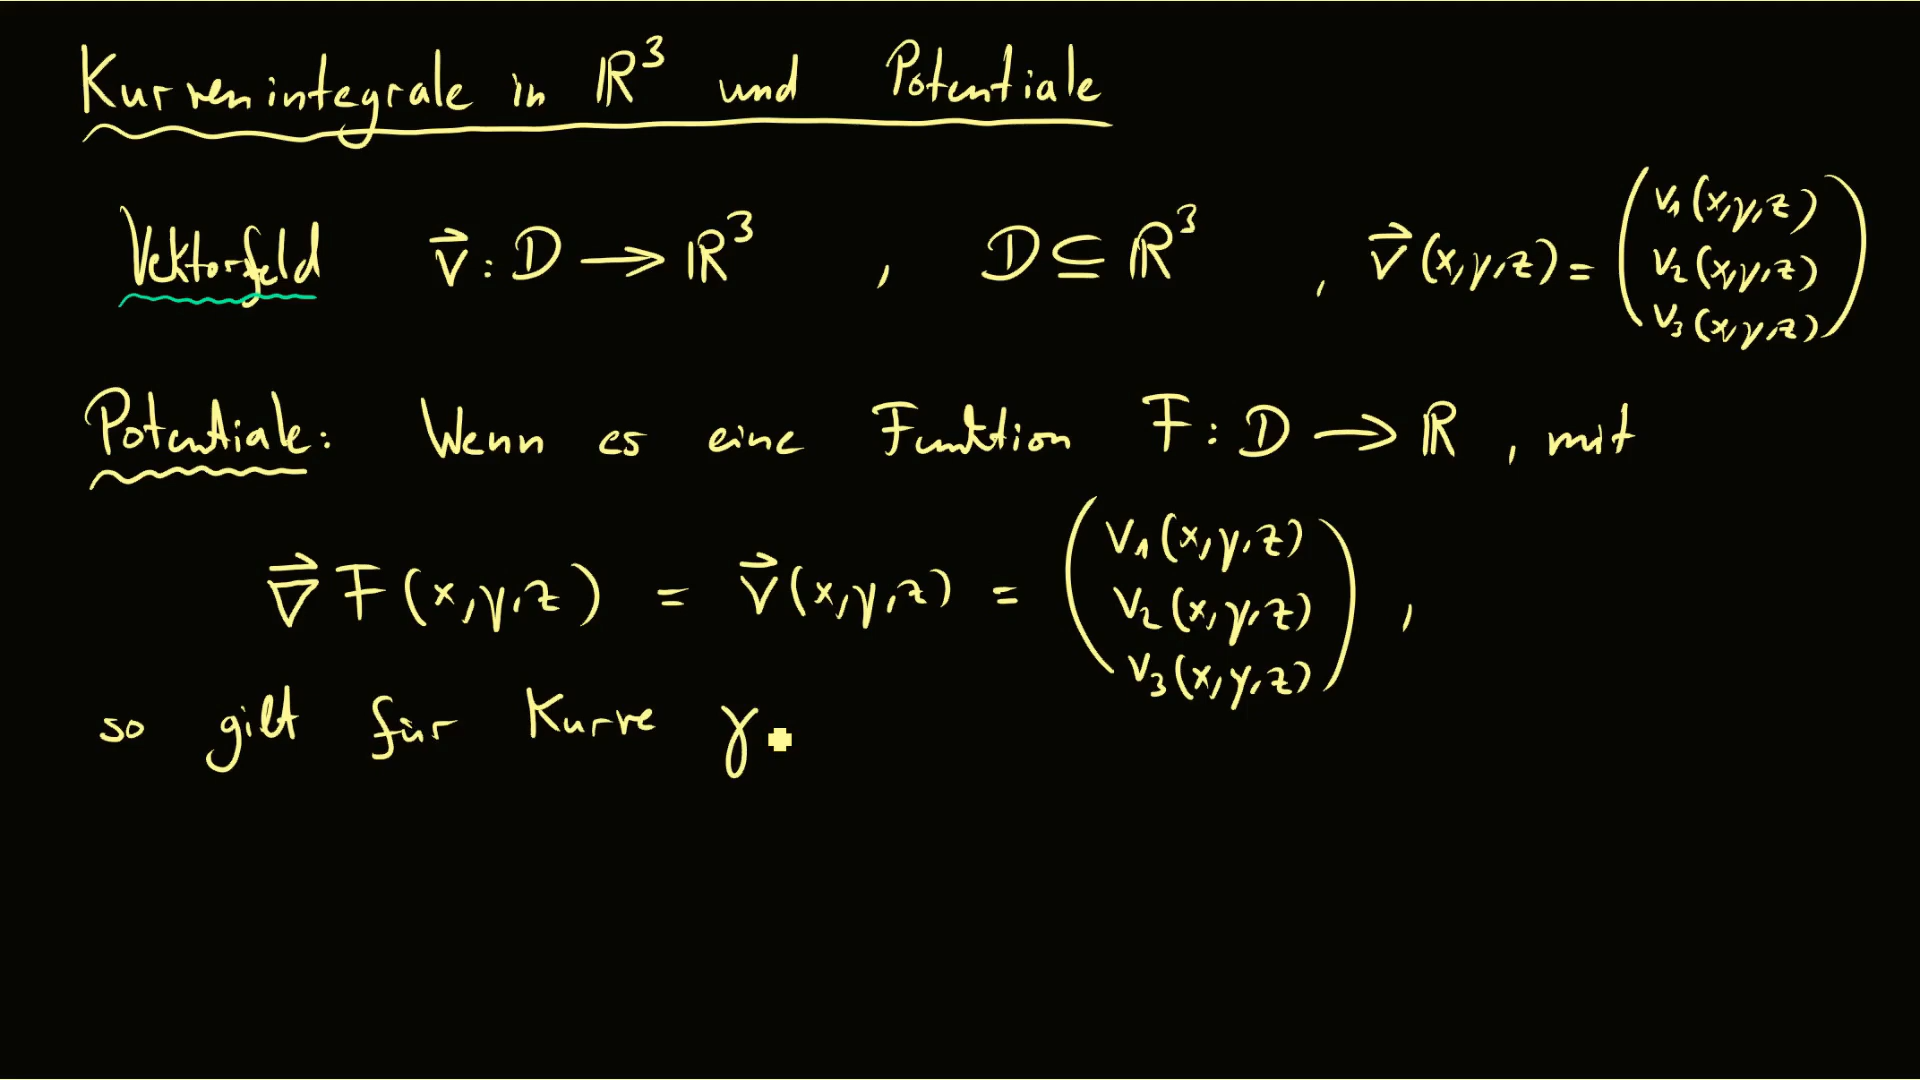 Kurvenintegrale in ℝ³ und Potentiale
Vektorfeld v⃗ : D → ℝ³ , D ⊆ ℝ³ , v⃗(x,y,z) = (v₁(x,y,z) v₂(x,y,z) v₃(x,y,z))
Potentiale: Wenn es eine Funktion F : D → ℝ , mit
∇⃗ F(x,y,z) = v⃗(x,y,z) = (v₁(x,y,z) v₂(x,y,z) v₃(x,y,z)) ,
so gilt für Kurve γ